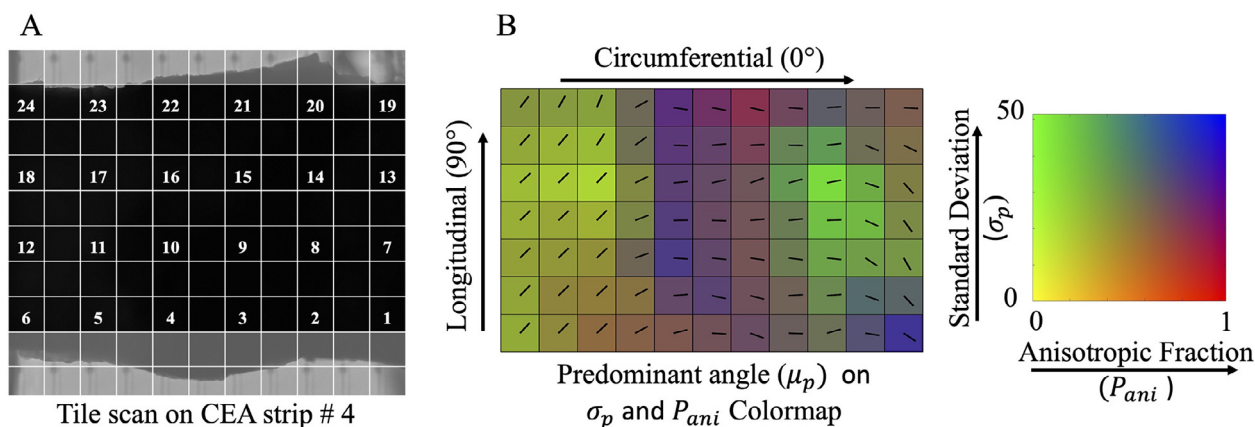 A
24 23 22 21 20 19
18 17 16 15 14 13
12 11 10 9 8 7
6 5 4 3 2 1
Tile scan on CEA strip # 4
B
Circumferential (0°)
Longitudinal (90°)
Predominant angle (μₚ) on
σₚ and Pₐₙᵢ Colormap
Standard Deviation
(σₚ)
50
0
0 1
Anisotropic Fraction
(Pₐₙᵢ )